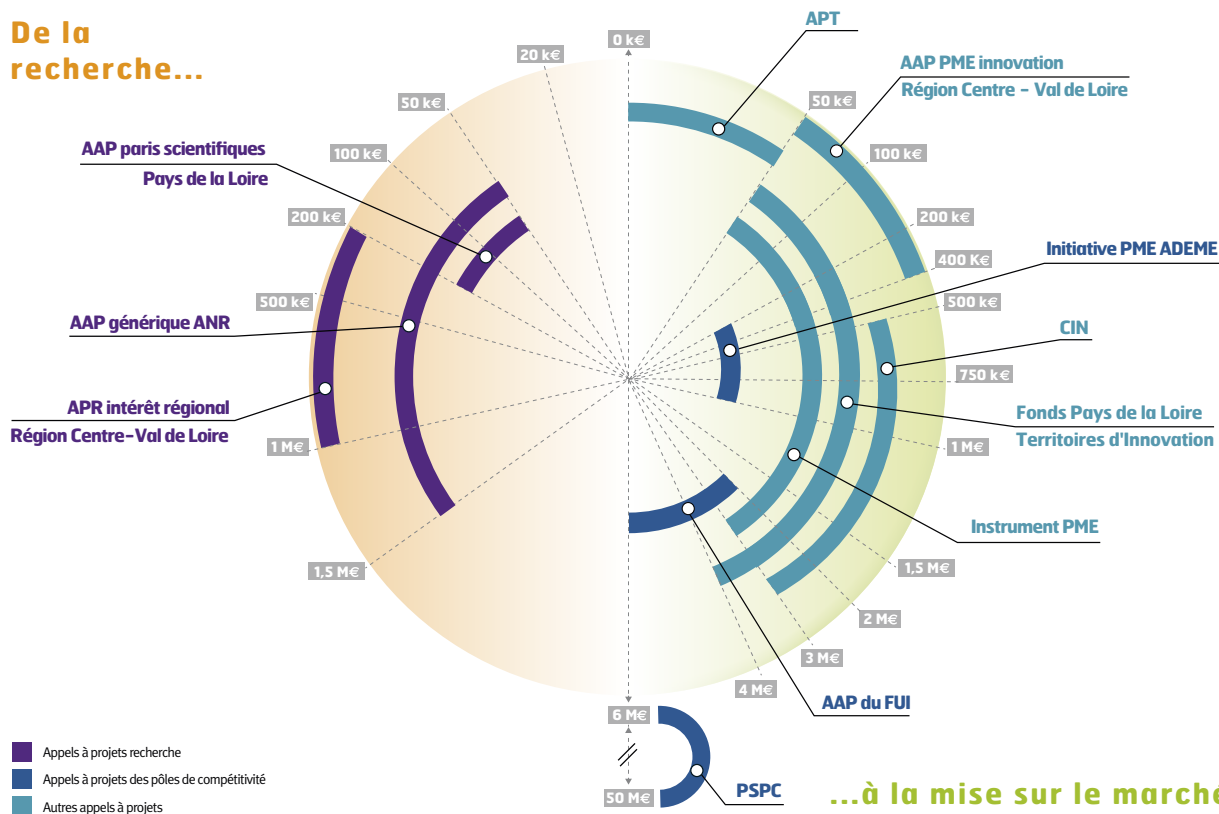 De la
recherche...
0 k€
20 k€
50 k€
100 k€
200 k€
500 k€
1 M€
1,5 M€
AAP paris scientifiques
Pays de la Loire
AAP générique ANR
APR intérêt régional
Région Centre-Val de Loire
APT
AAP PME innovation
Région Centre - Val de Loire
50 k€
100 k€
200 k€
400 K€
500 k€
750 k€
1 M€
1,5 M€
2 M€
3 M€
4 M€
6 M€
50 M€
Initiative PME ADEME
CIN
Fonds Pays de la Loire
Territoires d'Innovation
Instrument PME
AAP du FUI
PSPC
Appels à projets recherche
Appels à projets des pôles de compétitivité
Autres appels à projets
...à la mise sur le marché